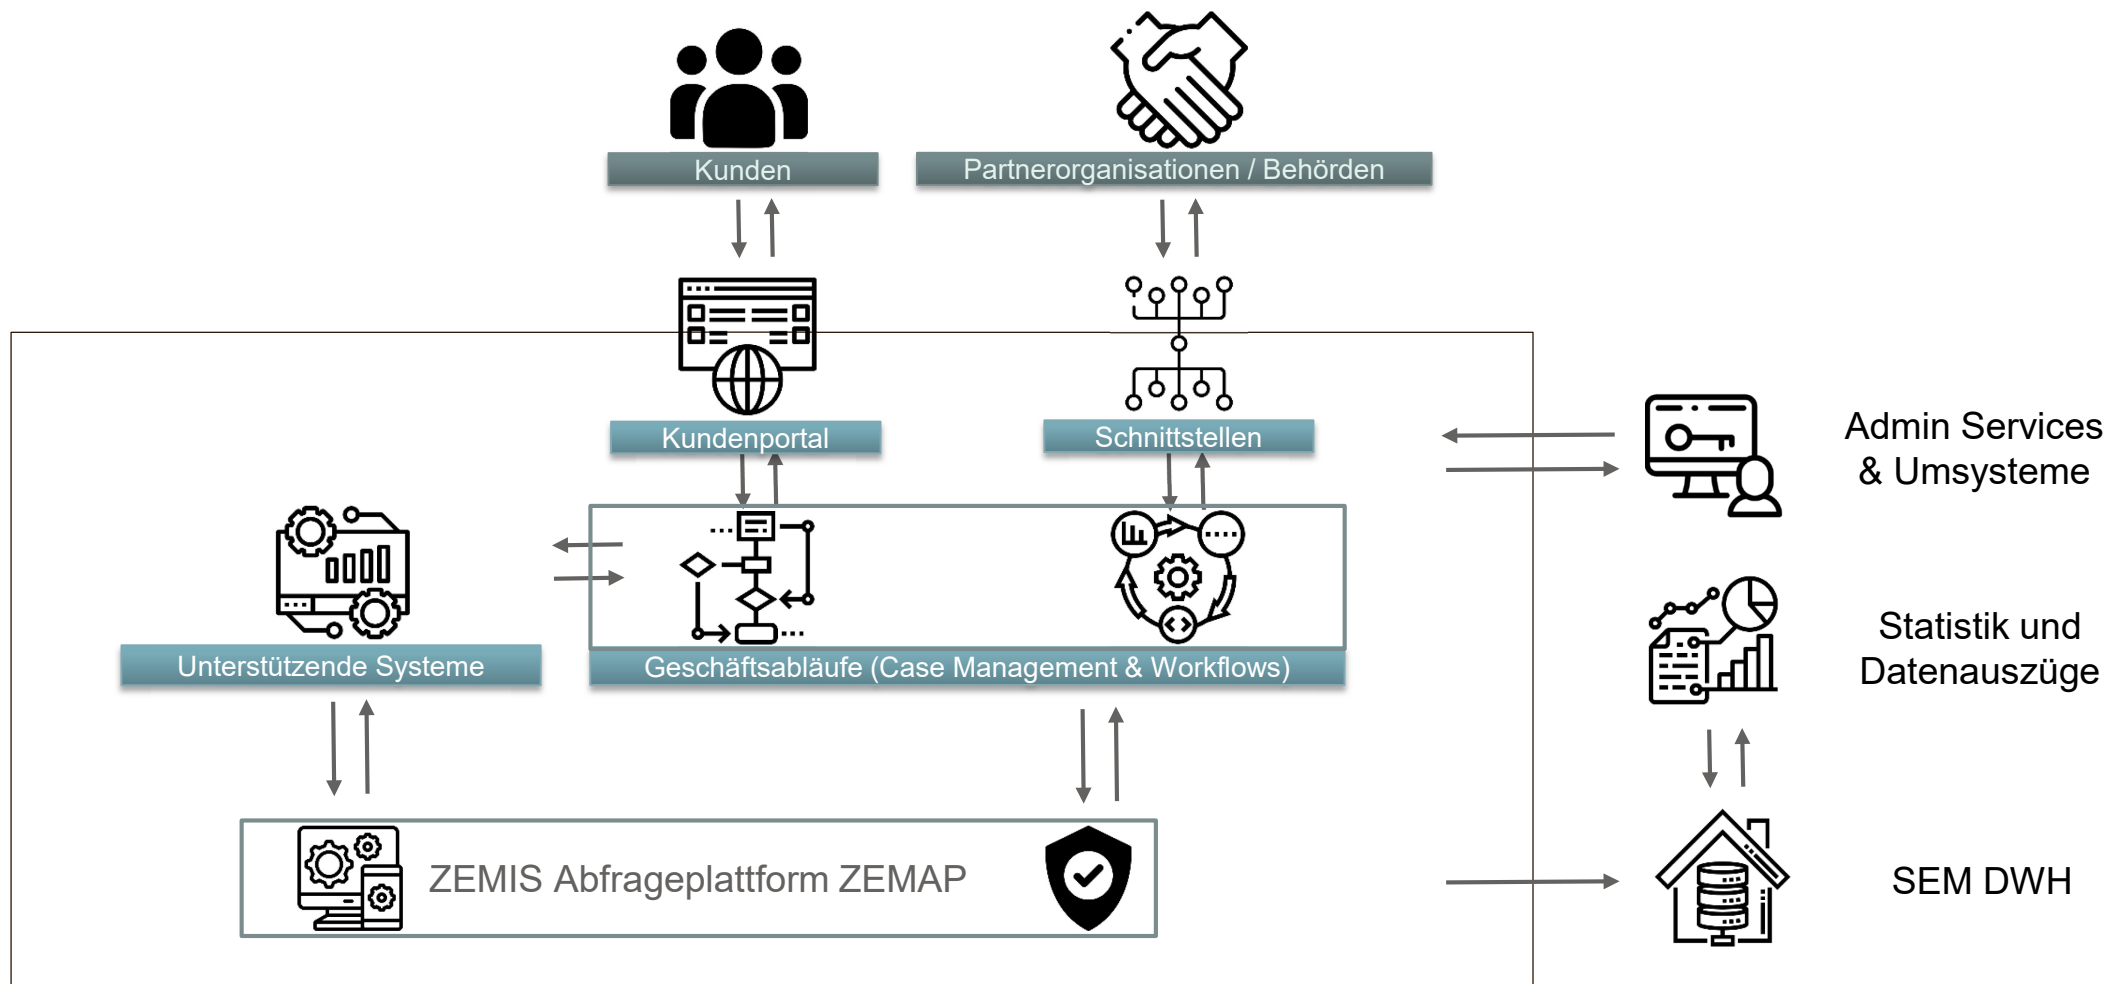 Kunden
Partnerorganisationen / Behörden
Kundenportal
Schnittstellen
Admin Services
& Umsysteme
Unterstützende Systeme
Geschäftsabläufe (Case Management & Workflows)
Statistik und
Datenauszüge
ZEMIS Abfrageplattform ZEMAP
SEM DWH